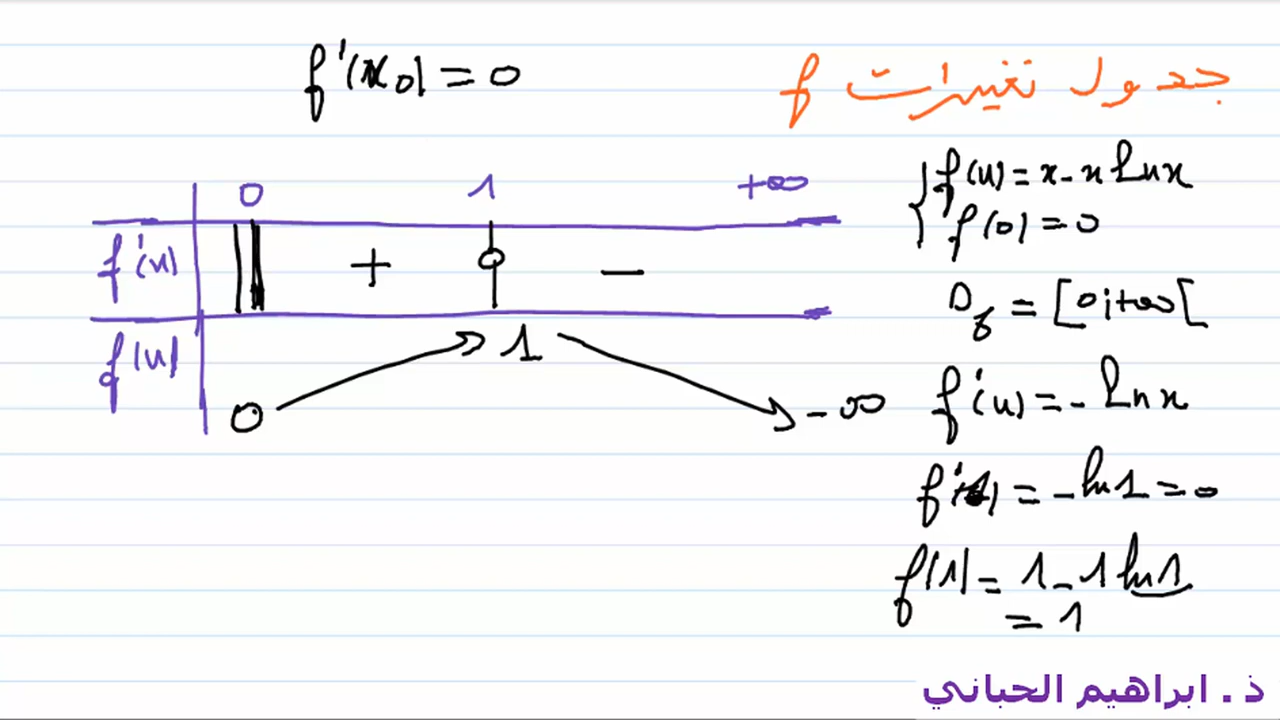 f'(x₀) = 0
جدول تغيرات f
f(x) = x - x ln x
f(0) = 0
D_f = [0 ; +∞[
f'(x) = - ln x
f'(1) = - ln 1 = 0
f(1) = 1 - 1 ln 1
= 1
0 1 +∞
f'(x) + 0 -
f(x) 0 1 -∞
ذ . ابراهيم الحباني